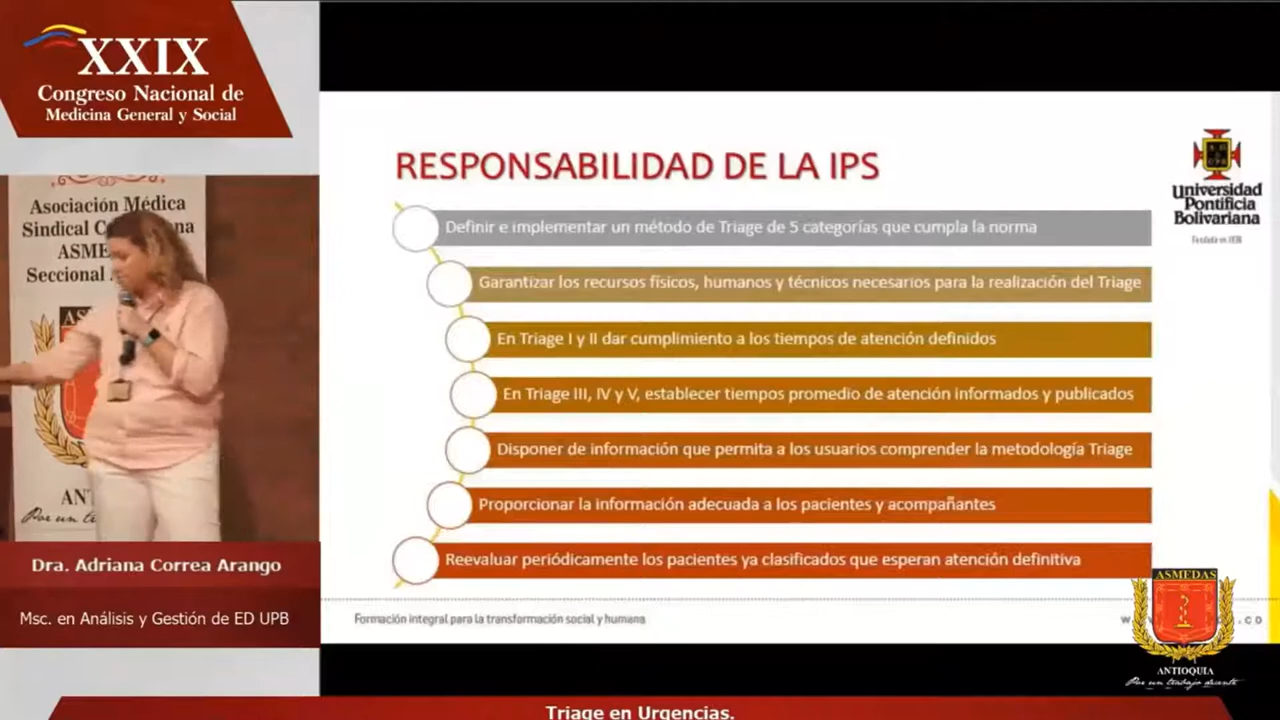 XXIX
Congreso Nacional de
Medicina General y Social
Asociación Médica
Sindical
ASME
Seccional
Dra. Adriana Correa Arango
Msc. en Análisis y Gestión de ED UPB
RESPONSABILIDAD DE LA IPS
Definir e implementar un método de Triage de 5 categorías que cumpla la norma
Garantizar los recursos físicos, humanos y técnicos necesarios para la realización del Triage
En Triage I y II dar cumplimiento a los tiempos de atención definidos
En Triage III, IV y V, establecer tiempos promedio de atención informados y publicados
Disponer de información que permita a los usuarios comprender la metodología Triage
Proporcionar la información adecuada a los pacientes y acompañantes
Reevaluar periódicamente los pacientes ya clasificados que esperan atención definitiva
Universidad
Pontificia
Bolivariana
Formación integral para la transformación social y humana
ASMEDAS
ANTIOQUIA
Por un trabajo decente
Triage en Urgencias.